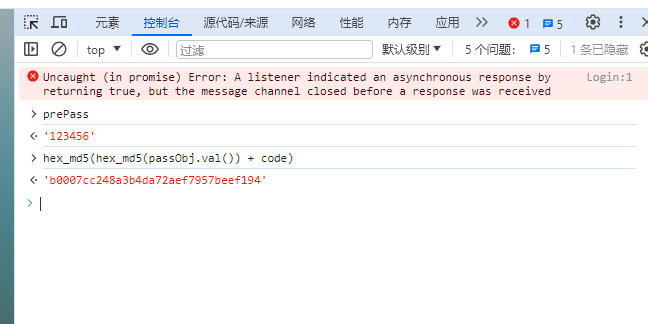 元素 控制台 源代码/来源 网络 性能 内存 应用 1 5
top 过滤 默认级别 5 个问题: 5 1 条已隐藏
Uncaught (in promise) Error: A listener indicated an asynchronous response by Login:1
returning true, but the message channel closed before a response was received
prePass
'123456'
hex_md5(hex_md5(passObj.val()) + code)
'b0007cc248a3b4da72aef7957beef194'